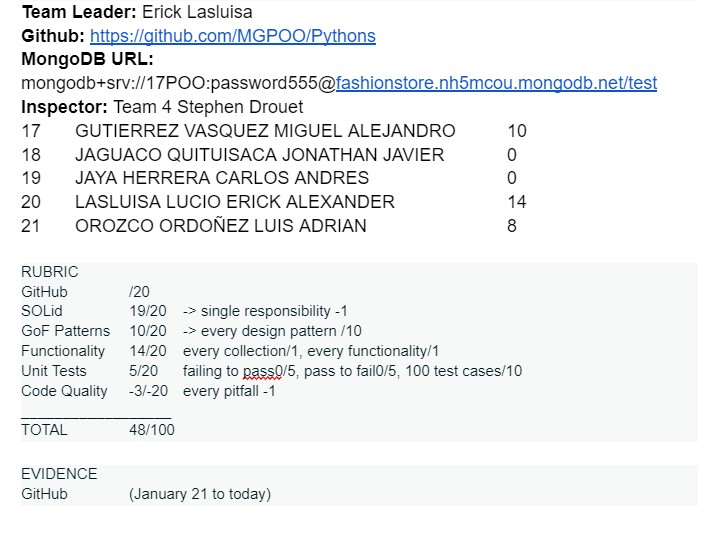 Team Leader: Erick Lasluisa
Github: https://github.com/MGPOO/Pythons
MongoDB URL:
mongodb+srv://17POO:password555@fashionstore.nh5mcou.mongodb.net/test
Inspector: Team 4 Stephen Drouet
17 GUTIERREZ VASQUEZ MIGUEL ALEJANDRO 10
18 JAGUACO QUITUISACA JONATHAN JAVIER 0
19 JAYA HERRERA CARLOS ANDRES 0
20 LASLUISA LUCIO ERICK ALEXANDER 14
21 OROZCO ORDOÑEZ LUIS ADRIAN 8
RUBRIC
GitHub /20
SOLid 19/20 -> single responsibility -1
GoF Patterns 10/20 -> every design pattern /10
Functionality 14/20 every collection/1, every functionality/1
Unit Tests 5/20 failing to pass0/5, pass to fail0/5, 100 test cases/10
Code Quality -3/-20 every pitfall -1
___________________
TOTAL 48/100
EVIDENCE
GitHub (January 21 to today)